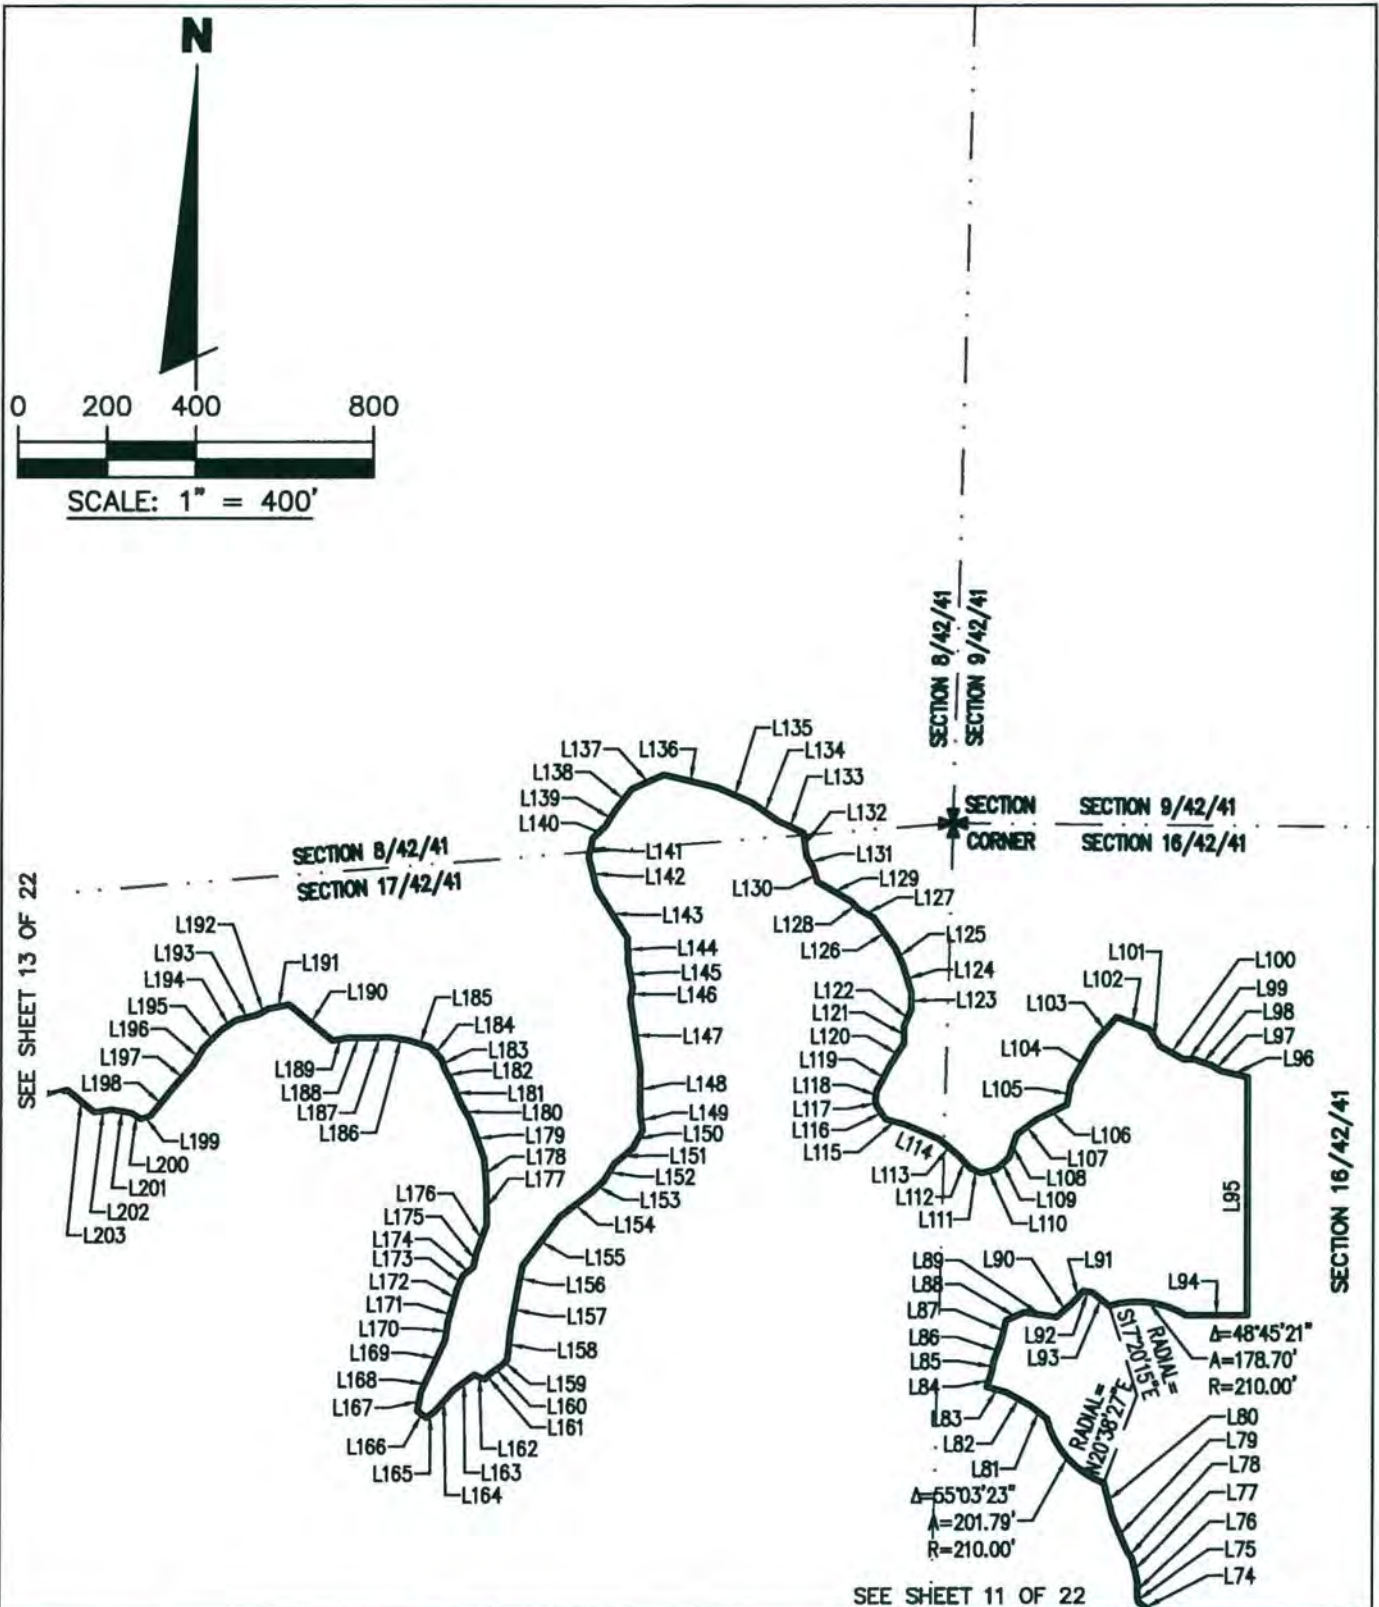 N
0 200 400 800
SCALE: 1" = 400'
SECTION 8/42/41
SECTION 9/42/41
SECTION CORNER
SECTION 9/42/41
SECTION 16/42/41
SECTION 8/42/41
SECTION 17/42/41
SEE SHEET 13 OF 22
L135
L136
L137
L134
L138
L133
L139
L132
L140
L141
L131
L142
L130
L129
L127
L143
L128
L126
L125
L144
L124
L145
L146
L123
L122
L121
L147
L120
L119
L148
L118
L149
L117
L150
L116
L151
L115
L114
L152
L113
L153
L112
L154
L111
L110
L109
L108
L107
L106
L105
L104
L103
L102
L101
L100
L99
L98
L97
L96
L95
SECTION 16/42/41
L192
L193
L191
L194
L190
L195
L185
L196
L184
L197
L189
L183
L198
L188
L182
L187
L181
L186
L180
L199
L179
L200
L178
L201
L177
L202
L203
L176
L175
L174
L173
L172
L171
L170
L169
L168
L167
L166
L165
L164
L163
L162
L161
L160
L159
L158
L157
L156
L155
L89
L90
L91
L94
L88
L87
L86
L85
L84
L92
L93
L83
L82
L81
RADIAL=
S17°20'15"E
Δ=48°45'21"
A=178.70'
R=210.00'
RADIAL=
N20°38'27"E
Δ=55°03'23"
A=201.79'
R=210.00'
L80
L79
L78
L77
L76
L75
L74
SEE SHEET 11 OF 22